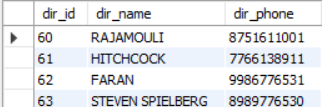 dir_id dir_name dir_phone
60 RAJAMOULI 8751611001
61 HITCHCOCK 7766138911
62 FARAN 9986776531
63 STEVEN SPIELBERG 8989776530